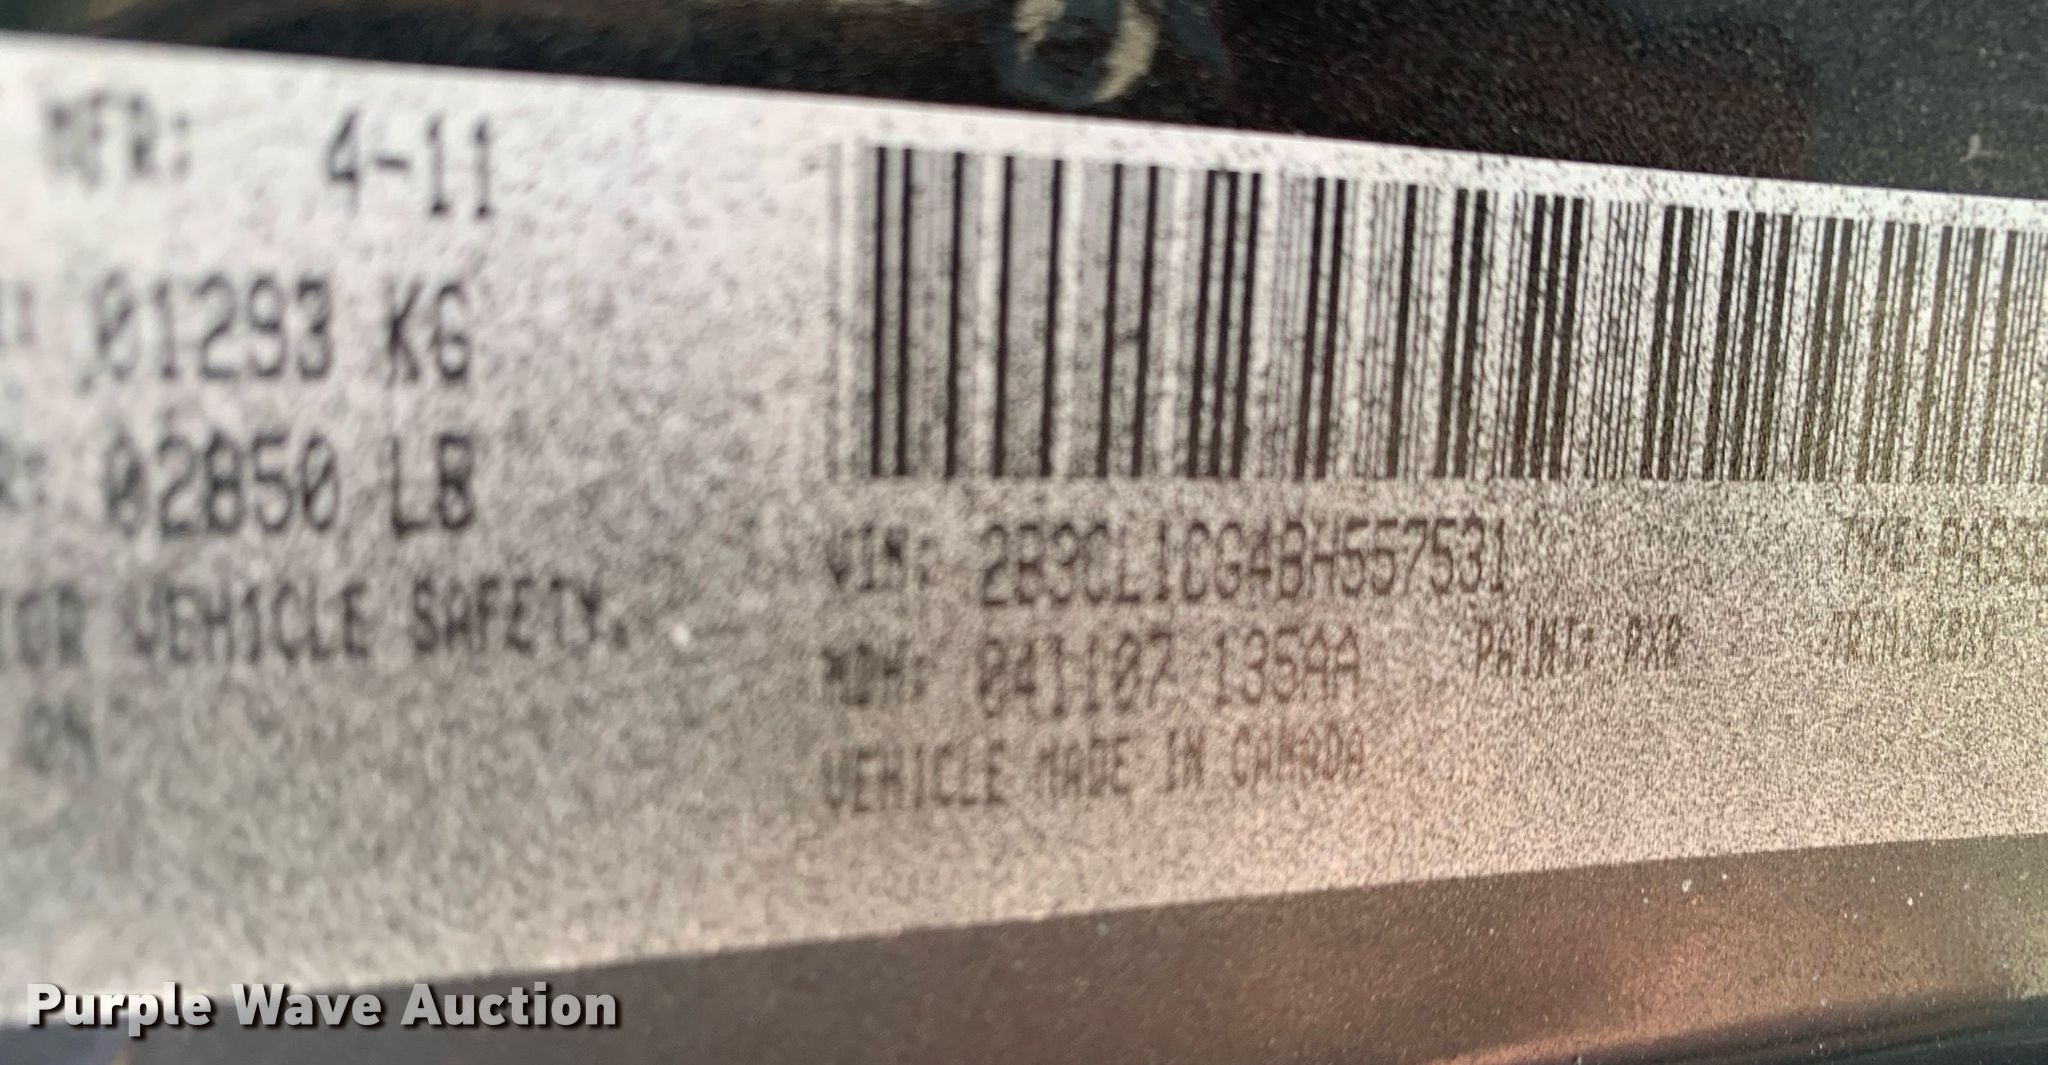 MFR: 4-11
01293 KG
02850 LB
VEHICLE SAFETY.
VIN: 2B3CL1CG4BH557531
MDH: 041107 135AA PAINT: PXR
VEHICLE MADE IN CANADA
Purple Wave Auction